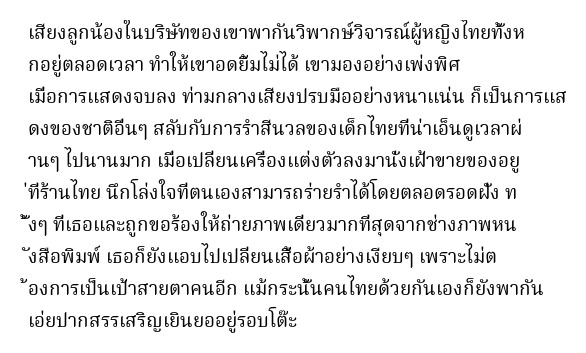 เสียงลูกน้องในบริษัทของเขาพากันวิพากษ์วิจารณ์ผู้หญิงไทยทั้งห
กอยู่ตลอดเวลา ทำให้เขาอดยิ้มไม่ได้ เขามองอย่างเพ่งพิศ
เมื่อการแสดงจบลง ท่ามกลางเสียงปรบมืออย่างหนาแน่น ก็เป็นการแส
ดงของชาติอื่นๆ สลับกับการรำสีนวลของเด็กไทยที่น่าเอ็นดูเวลาผ่
านๆ ไปนานมาก เมื่อเปลี่ยนเครื่องแต่งตัวลงมานั่งเฝ้าขายของอยู
่ที่ร้านไทย นึกโล่งใจที่ตนเองสามารถร่ายรำได้โดยตลอดรอดฝั่ง ท
ั้งๆ ที่เธอและถูกขอร้องให้ถ่ายภาพเดี่ยวมากที่สุดจากช่างภาพหน
ังสือพิมพ์ เธอก็ยังแอบไปเปลี่ยนเสื้อผ้าอย่างเงียบๆ เพราะไม่ต
้องการเป็นเป้าสายตาคนอีก แม้กระนั้นคนไทยด้วยกันเองก็ยังพากัน
เอ่ยปากสรรเสริญเยินยออยู่รอบโต๊ะ